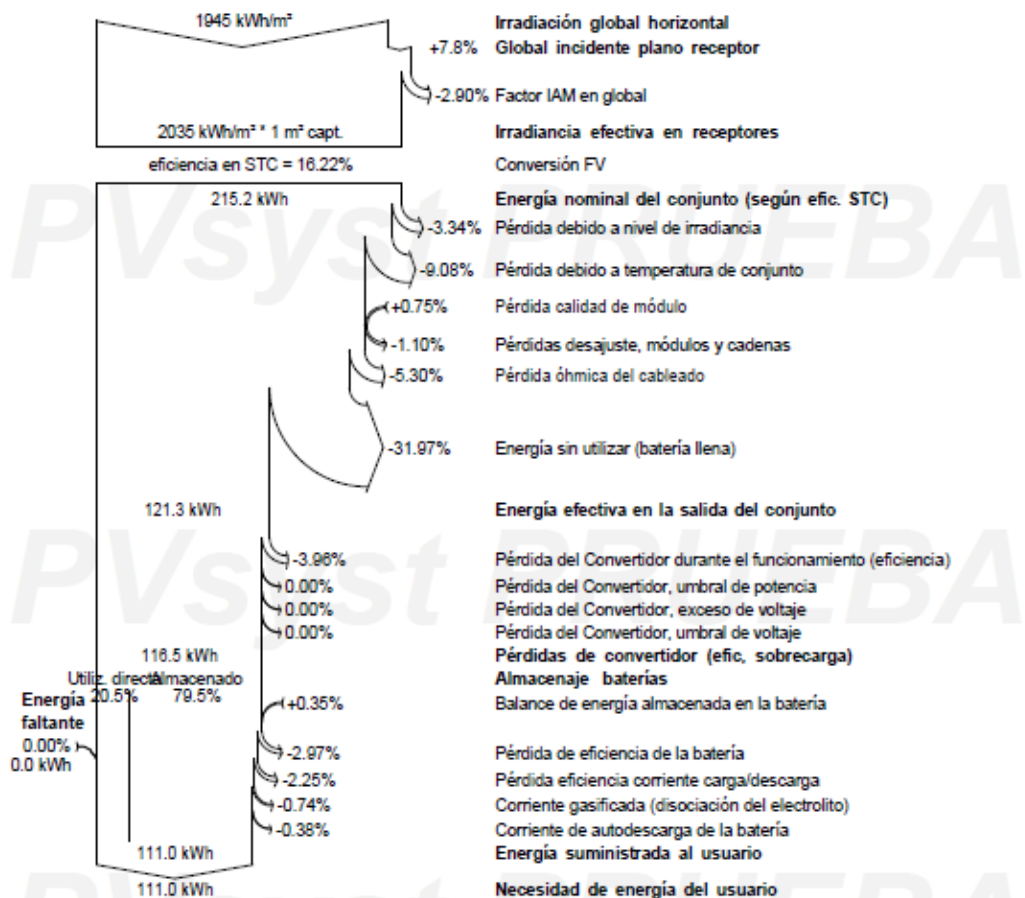 1945 kWh/m² Irradiación global horizontal
+7.8% Global incidente plano receptor
-2.90% Factor IAM en global
2035 kWh/m² * 1 m² capt. Irradiancia efectiva en receptores
eficiencia en STC = 16.22% Conversión FV
PVsyst PRUEBA
215.2 kWh Energía nominal del conjunto (según efic. STC)
-3.34% Pérdida debido a nivel de irradiancia
-9.08% Pérdida debido a temperatura de conjunto
+0.75% Pérdida calidad de módulo
-1.10% Pérdidas desajuste, módulos y cadenas
-5.30% Pérdida óhmica del cableado
-31.97% Energía sin utilizar (batería llena)
121.3 kWh Energía efectiva en la salida del conjunto
PVsyst PRUEBA
-3.96% Pérdida del Convertidor durante el funcionamiento (eficiencia)
0.00% Pérdida del Convertidor, umbral de potencia
0.00% Pérdida del Convertidor, exceso de voltaje
0.00% Pérdida del Convertidor, umbral de voltaje
116.5 kWh Pérdidas de convertidor (efic, sobrecarga)
Utiliz. directa Almacenado Almacenaje baterías
Energía 20.5% 79.5% +0.35% Balance de energía almacenada en la batería
faltante
0.00% -2.97% Pérdida de eficiencia de la batería
0.0 kWh
-2.25% Pérdida eficiencia corriente carga/descarga
-0.74% Corriente gasificada (disociación del electrolito)
-0.38% Corriente de autodescarga de la batería
111.0 kWh Energía suministrada al usuario
111.0 kWh Necesidad de energía del usuario
PVsyst PRUEBA